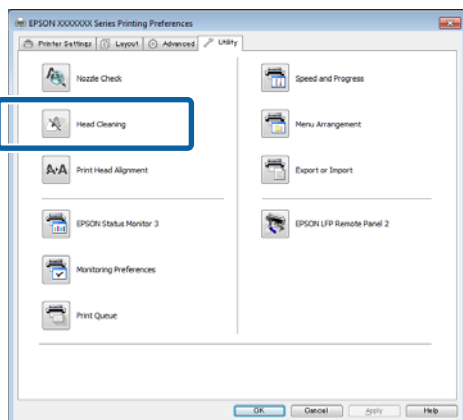 EPSON XXXXXXX Series Printing Preferences
Printer Settings
Layout
Advanced
Utility
Nozzle Check
Speed and Progress
Head Cleaning
Menu Arrangement
Print Head Alignment
Export or Import
EPSON Status Monitor 3
EPSON LFP Remote Panel 2
Monitoring Preferences
Print Queue
OK
Cancel
Apply
Help